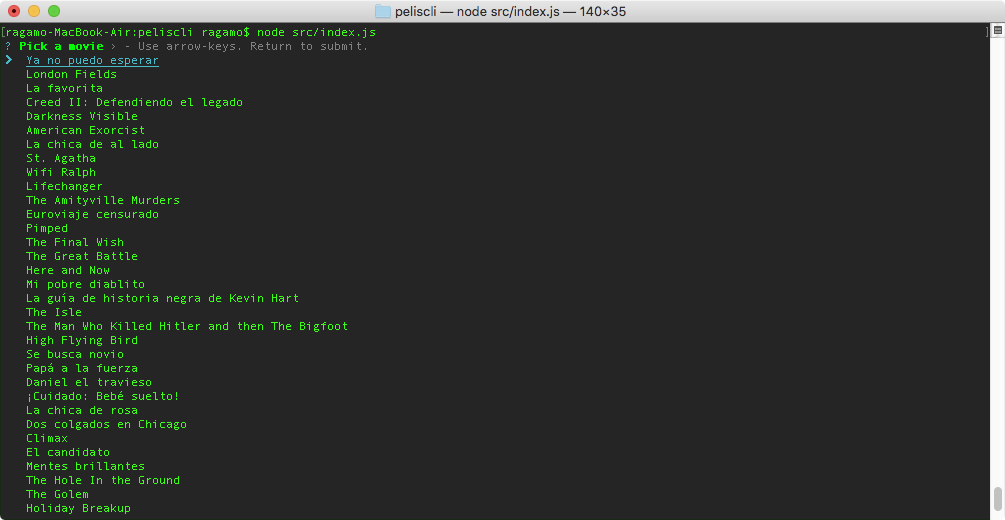 peliscli — node src/index.js — 140×35
[ragamo-MacBook-Air:peliscli ragamo$ node src/index.js ]
? Pick a movie › - Use arrow-keys. Return to submit.
❯ Ya no puedo esperar
London Fields
La favorita
Creed II: Defendiendo el legado
Darkness Visible
American Exorcist
La chica de al lado
St. Agatha
Wifi Ralph
Lifechanger
The Amityville Murders
Euroviaje censurado
Pimped
The Final Wish
The Great Battle
Here and Now
Mi pobre diablito
La guía de historia negra de Kevin Hart
The Isle
The Man Who Killed Hitler and then The Bigfoot
High Flying Bird
Se busca novio
Papá a la fuerza
Daniel el travieso
¡Cuidado: Bebé suelto!
La chica de rosa
Dos colgados en Chicago
Climax
El candidato
Mentes brillantes
The Hole In the Ground
The Golem
Holiday Breakup